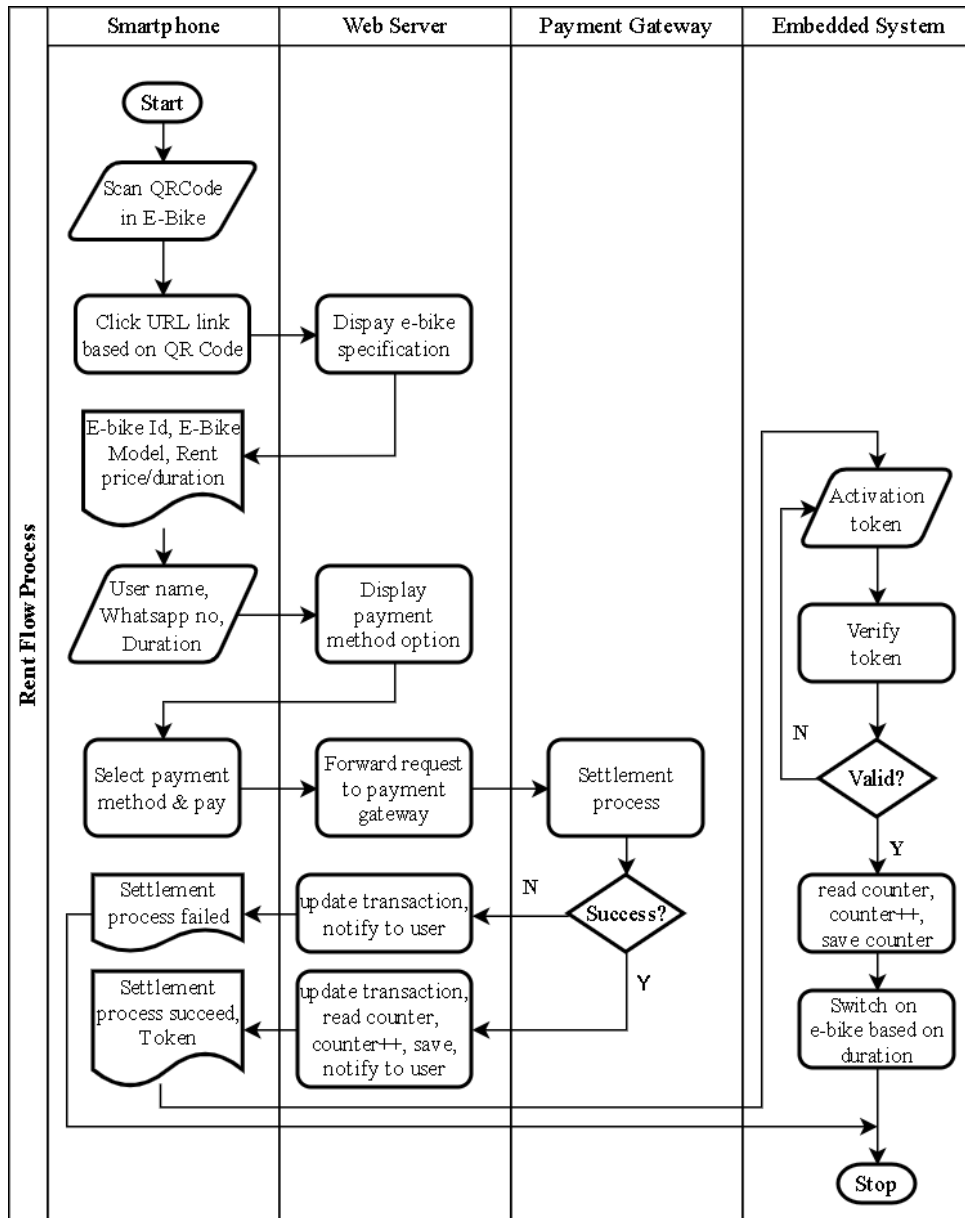 Smartphone
Web Server
Payment Gateway
Embedded System
Rent Flow Process
Start
Scan QRCode
in E-Bike
Click URL link
based on QR Code
Dispay e-bike
specification
E-bike Id, E-Bike
Model, Rent
price/duration
User name,
Whatsapp no,
Duration
Display
payment
method option
Select payment
method & pay
Forward request
to payment
gateway
Settlement
process
Success?
N
update transaction,
notify to user
Settlement
process failed
Y
update transaction,
read counter,
counter++, save,
notify to user
Settlement
process succeed,
Token
Activation
token
Verify
token
Valid?
N
Y
read counter,
counter++,
save counter
Switch on
e-bike based on
duration
Stop